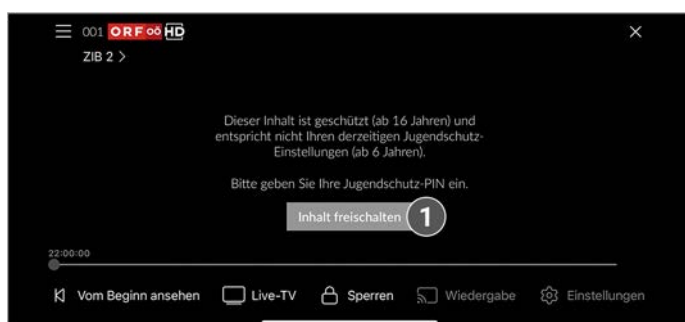 001 ORF oö HD
ZIB 2 >
Dieser Inhalt ist geschützt (ab 16 Jahren) und
entspricht nicht Ihren derzeitigen Jugendschutz-
Einstellungen (ab 6 Jahren).
Bitte geben Sie Ihre Jugendschutz-PIN ein.
Inhalt freischalten 1
22:00:00
Vom Beginn ansehen Live-TV Sperren Wiedergabe Einstellungen